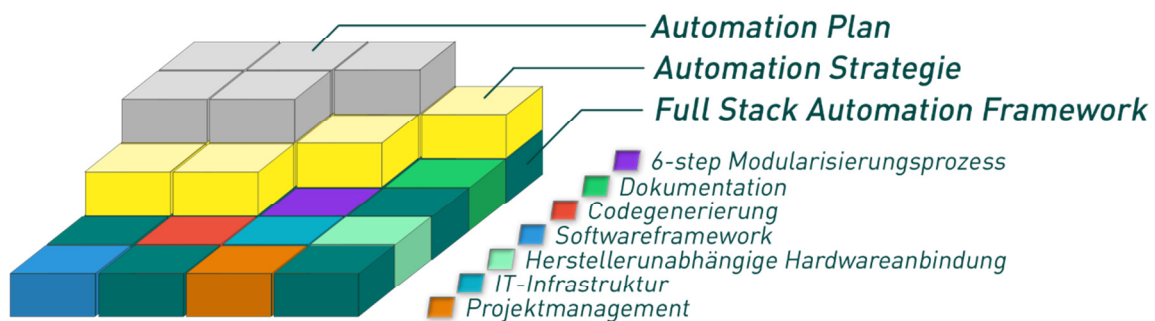 Automation Plan
Automation Strategie
Full Stack Automation Framework
6-step Modularisierungsprozess
Dokumentation
Codegenerierung
Softwareframework
Herstellerunabhängige Hardwareanbindung
IT-Infrastruktur
Projektmanagement